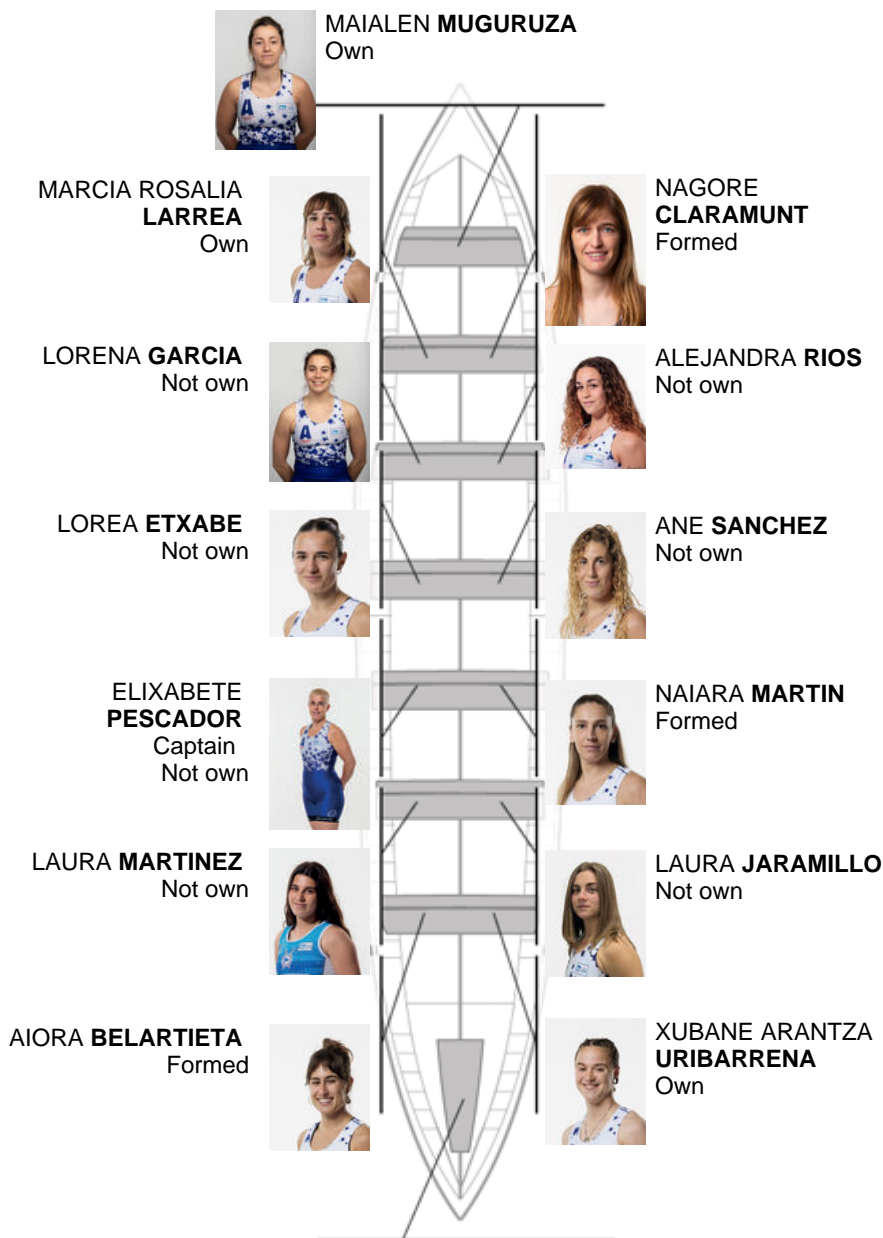 MAIALEN MUGURUZA
Own
MARCIA ROSALIA
LARREA
Own
NAGORE
CLARAMUNT
Formed
LORENA GARCIA
Not own
ALEJANDRA RIOS
Not own
LOREA ETXABE
Not own
ANE SANCHEZ
Not own
ELIXABETE
PESCADOR
Captain
Not own
NAIARA MARTIN
Formed
LAURA MARTINEZ
Not own
LAURA JARAMILLO
Not own
AIORA BELARTIETA
Formed
XUBANE ARANTZA
URIBARRENA
Own